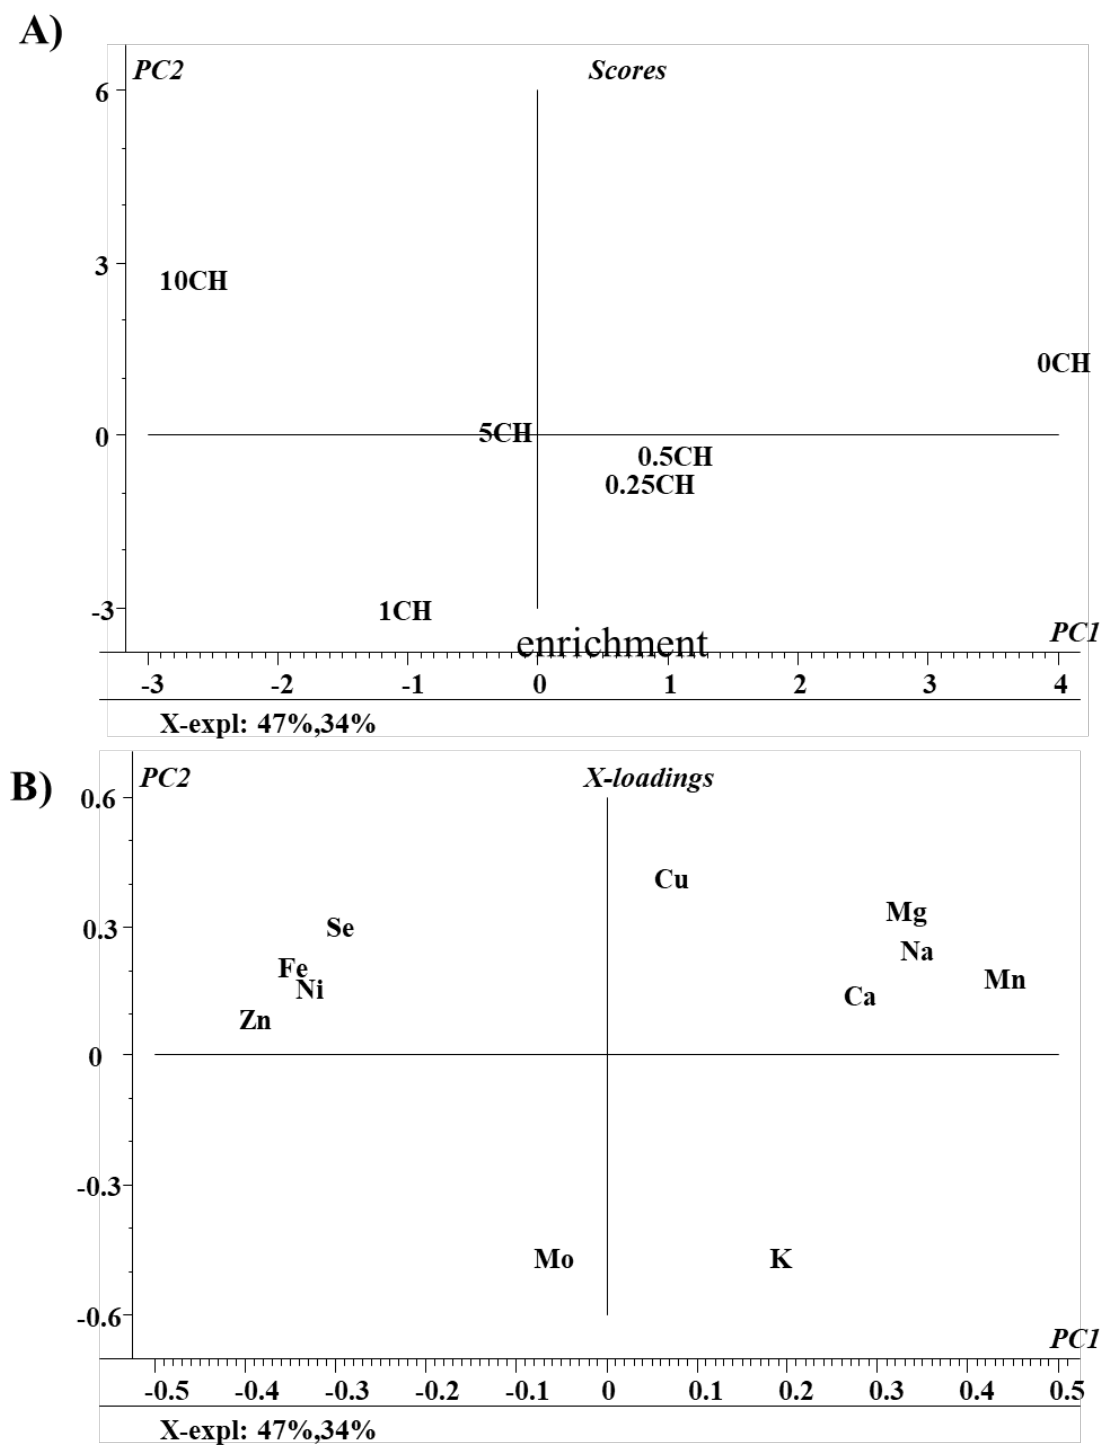 A)
PC2
Scores
6
3
10CH
0CH
0
5CH
0.5CH
0.25CH
-3
1CH
enrichment
PC1
-3 -2 -1 0 1 2 3 4
X-expl: 47%,34%
B)
PC2
X-loadings
0.6
Cu
Mg
0.3
Se
Na
Fe
Mn
Ni
Ca
Zn
0
-0.3
Mo
K
-0.6
PC1
-0.5 -0.4 -0.3 -0.2 -0.1 0 0.1 0.2 0.3 0.4 0.5
X-expl: 47%,34%